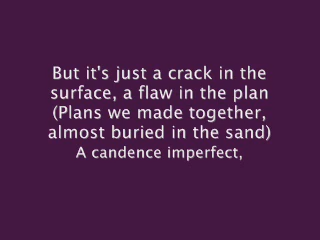 But it's just a crack in the
surface, a flaw in the plan
(Plans we made together,
almost buried in the sand)
A candence imperfect,